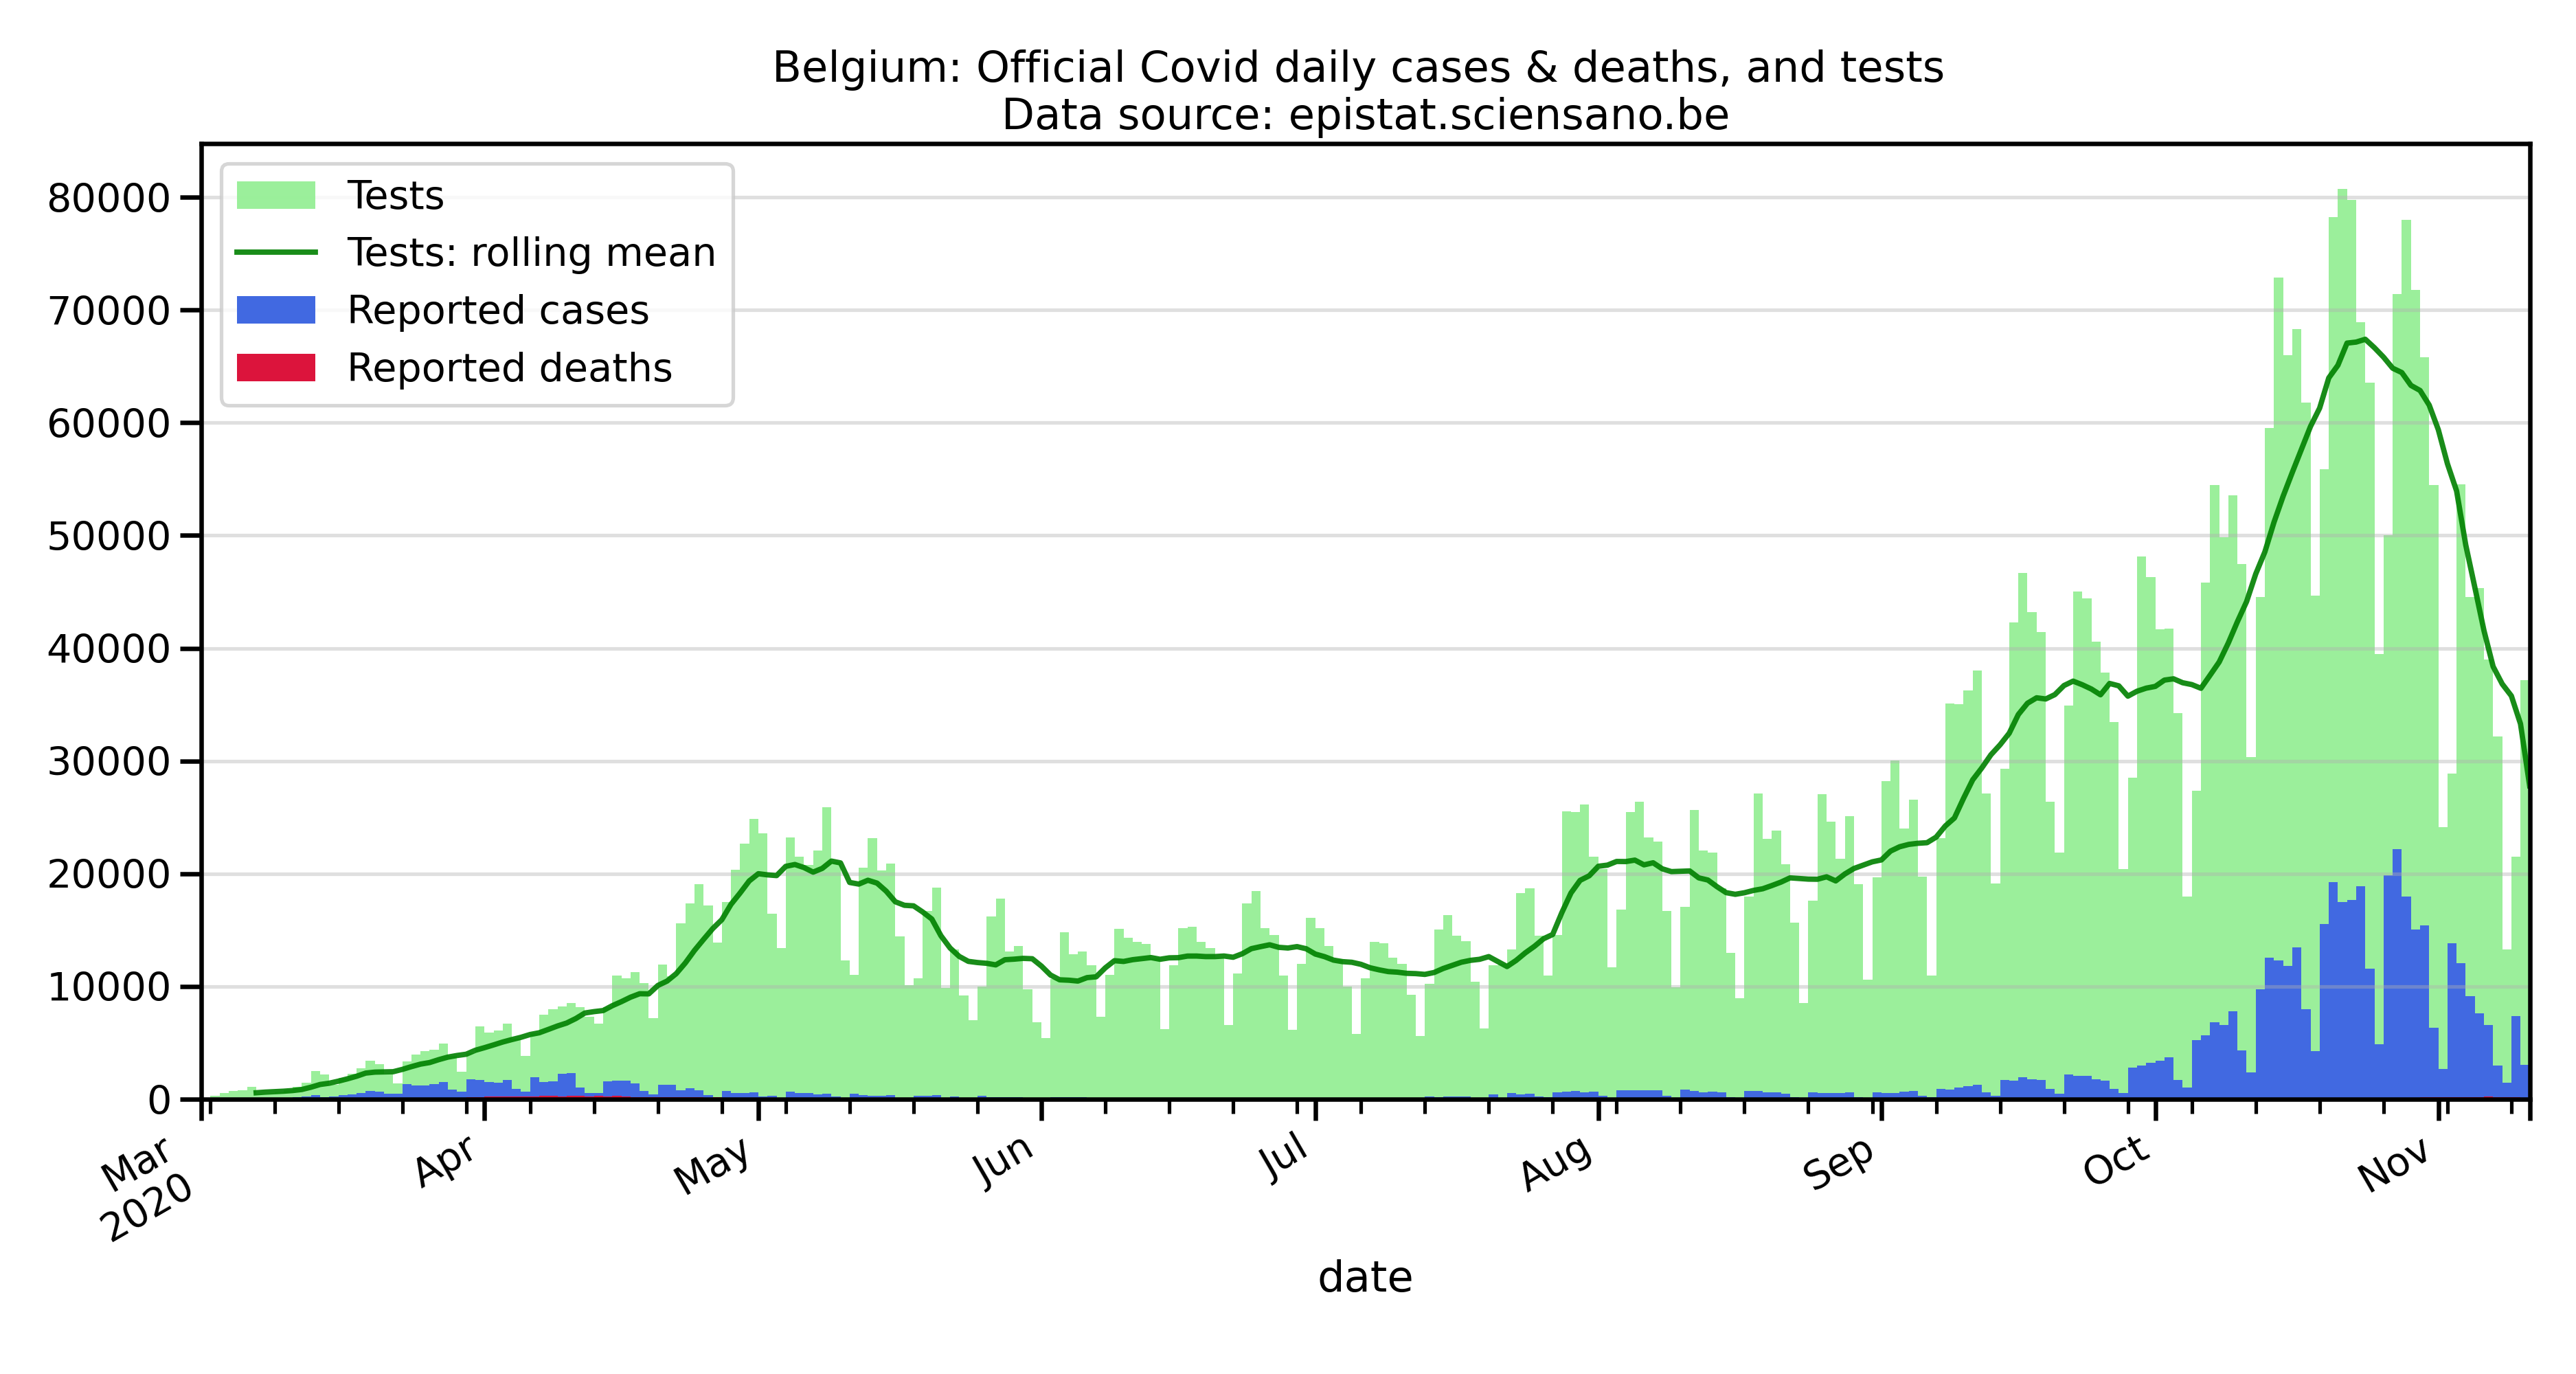 Belgium: Official Covid daily cases & deaths, and tests
Data source: epistat.sciensano.be
Tests
Tests: rolling mean
Reported cases
Reported deaths
80000
70000
60000
50000
40000
30000
20000
10000
0
Mar
2020
Apr
May
Jun
Jul
Aug
Sep
Oct
Nov
date